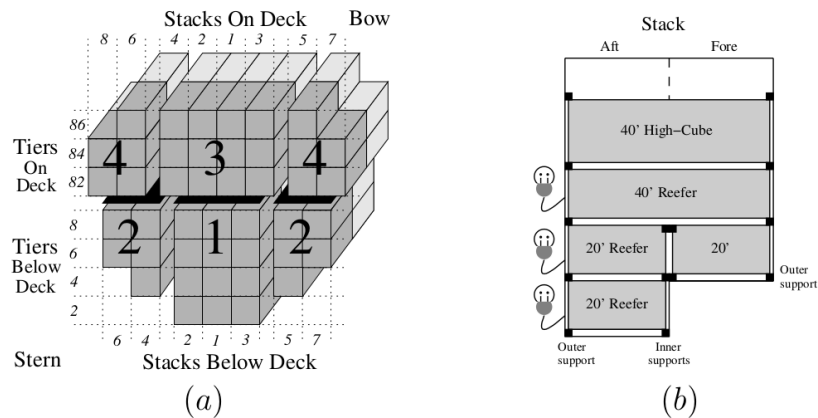 Stacks On Deck
Bow
8 6 4 2 1 3 5 7
86
84
82
Tiers
On
Deck
4 3 4
2 1 2
8
6
4
2
Tiers
Below
Deck
6 4 2 1 3 5 7
Stern
Stacks Below Deck
(a)
Stack
Aft
Fore
40' High-Cube
40' Reefer
20' Reefer
20'
20' Reefer
Outer
support
Outer
support
Inner
supports
(b)